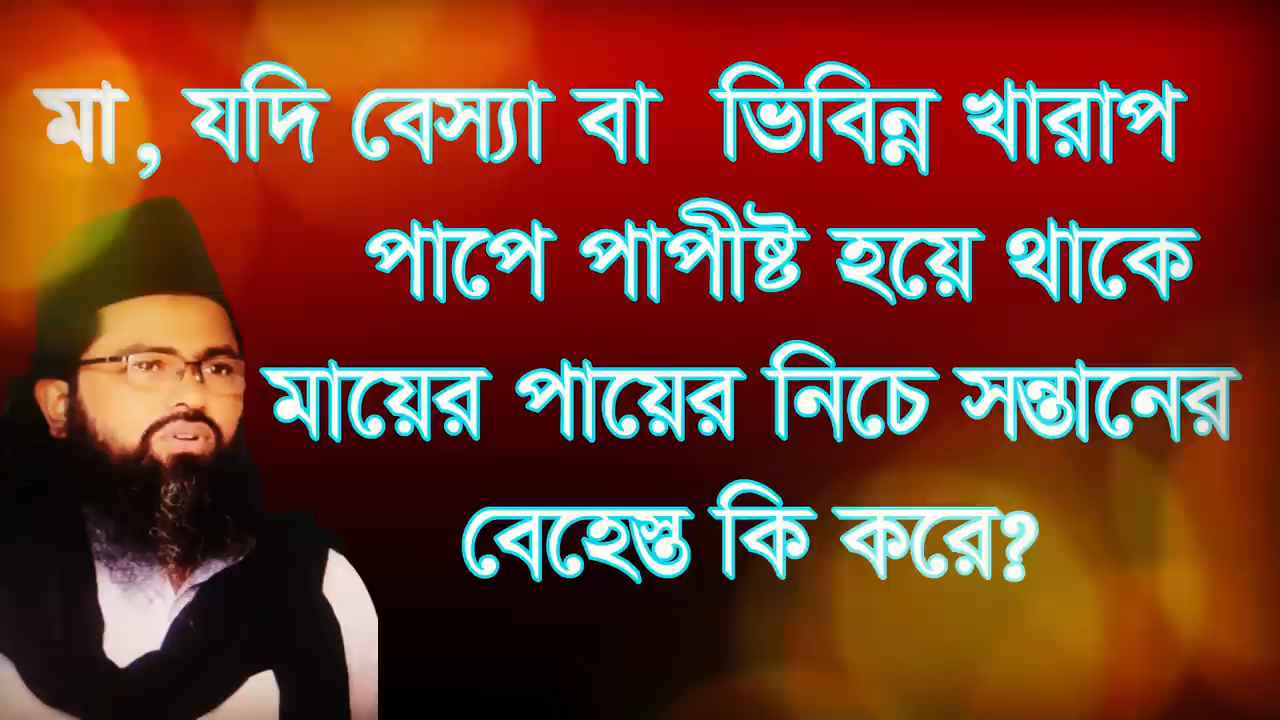 মা, যদি বেস্যা বা ভিবিন্ন খারাপ
পাপে পাপীষ্ট হয়ে থাকে
মায়ের পায়ের নিচে সন্তানের
বেহেস্ত কি করে?